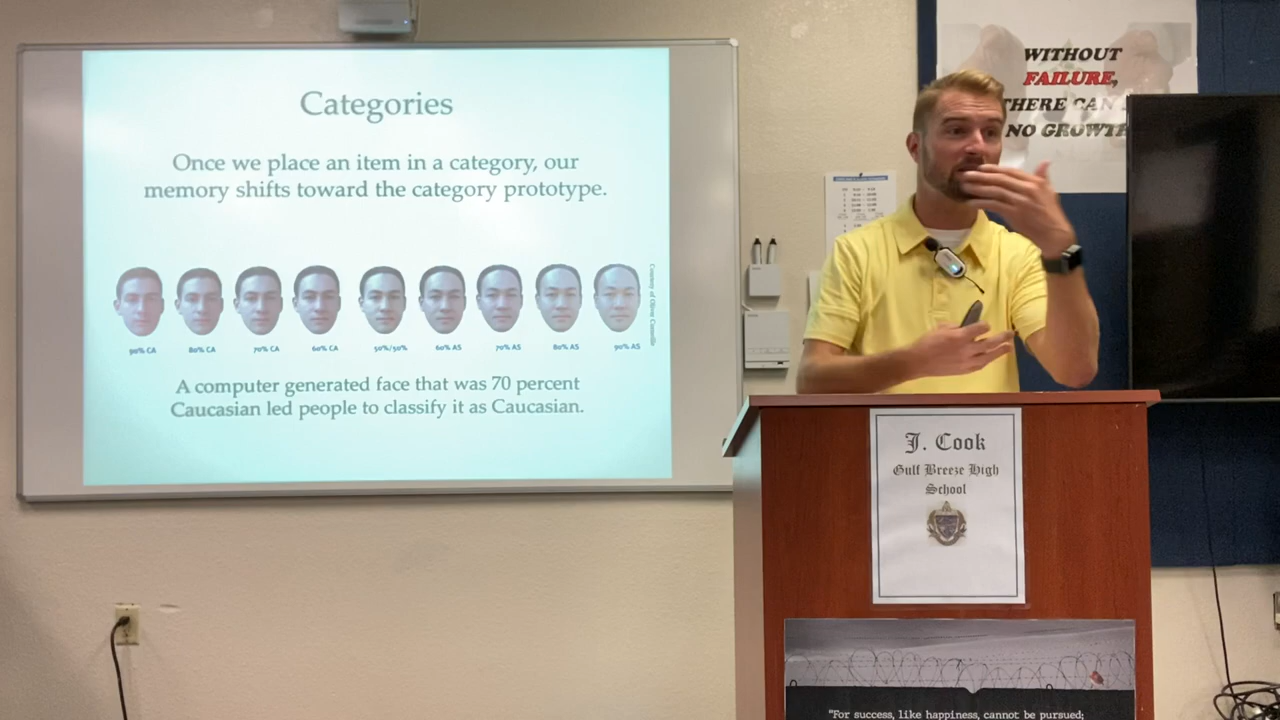 Categories
Once we place an item in a category, our
memory shifts toward the category prototype.
90% CA
80% CA
70% CA
60% CA
50%/50%
60% AS
70% AS
80% AS
90% AS
A computer generated face that was 70 percent
Caucasian led people to classify it as Caucasian.
WITHOUT
FAILURE,
THERE CAN
NO GROWTH
J. Cook
Gulf Breeze High
School
"For success, like happiness, cannot be pursued;